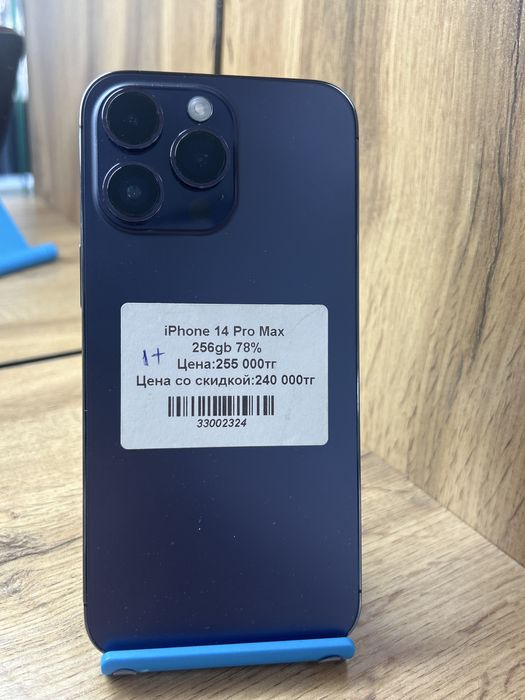 iPhone 14 Pro Max
256gb 78%
1+
Цена:255 000тг
Цена со скидкой:240 000тг
33002324